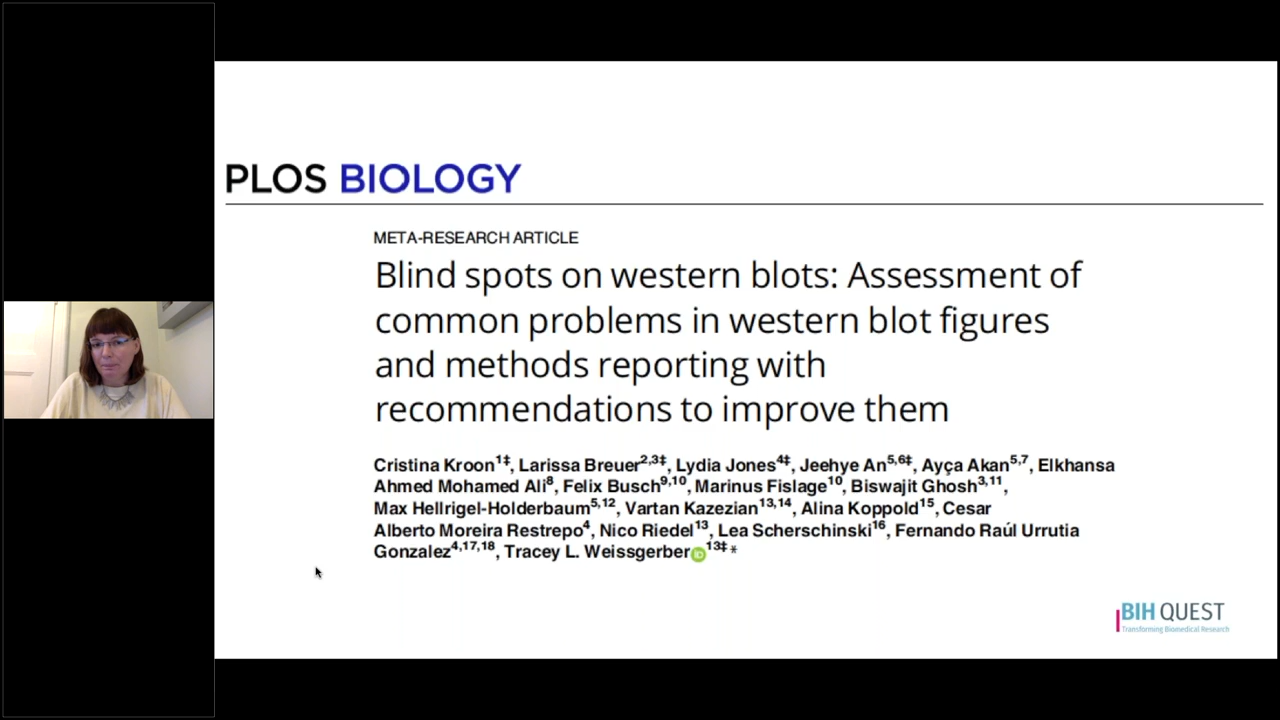 PLOS BIOLOGY
META-RESEARCH ARTICLE
Blind spots on western blots: Assessment of
common problems in western blot figures
and methods reporting with
recommendations to improve them
Cristina Kroon1‡, Larissa Breuer2,3‡, Lydia Jones4‡, Jeehye An5,6‡, Ayça Akan5,7, Elkhansa
Ahmed Mohamed Ali8, Felix Busch9,10, Marinus Fislage10, Biswajit Ghosh3,11,
Max Hellrigel-Holderbaum5,12, Vartan Kazezian13,14, Alina Koppold15, Cesar
Alberto Moreira Restrepo4, Nico Riedel13, Lea Scherschinski16, Fernando Raúl Urrutia
Gonzalez4,17,18, Tracey L. Weissgerber iD 13‡*
BIH QUEST
Transforming Biomedical Research